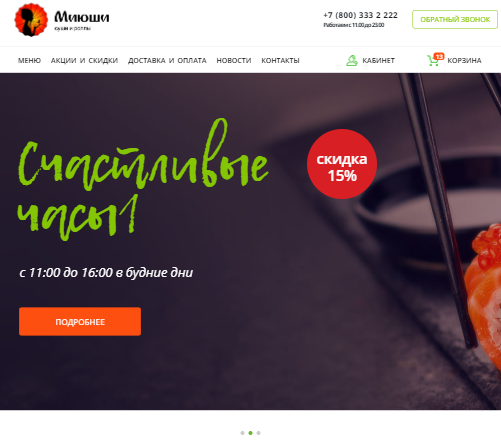 Миюши
суши и роллы
+7 (800) 333 2 222
Работаем с 11:00 до 23:00
ОБРАТНЫЙ ЗВОНОК
МЕНЮ АКЦИИ И СКИДКИ ДОСТАВКА И ОПЛАТА НОВОСТИ КОНТАКТЫ КАБИНЕТ 13 КОРЗИНА
Счастливые
часы!
скидка
15%
с 11:00 до 16:00 в будние дни
ПОДРОБНЕЕ